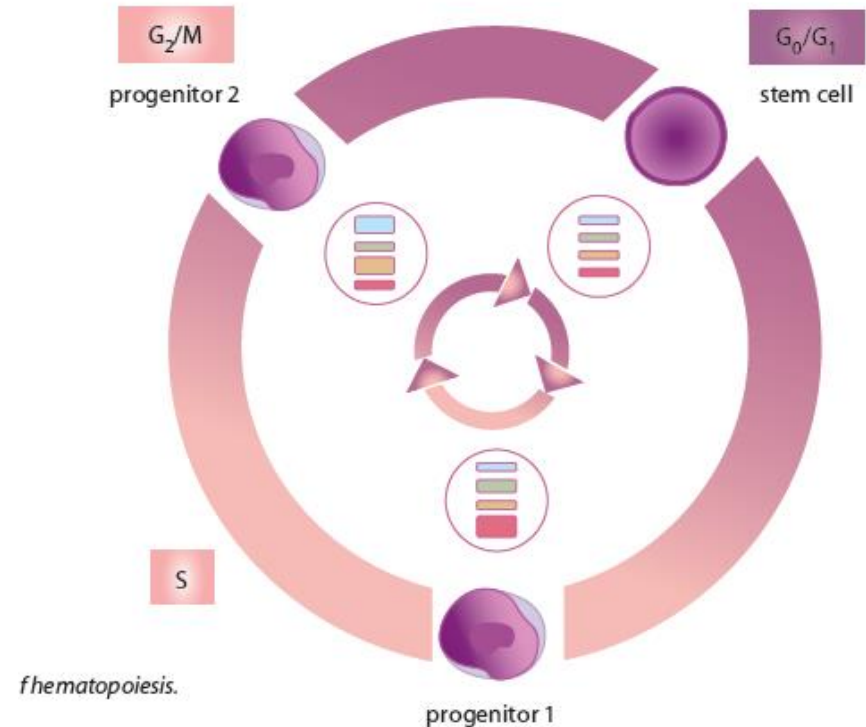 G₂/M
progenitor 2
G₀/G₁
stem cell
S
f hematopoiesis.
progenitor 1